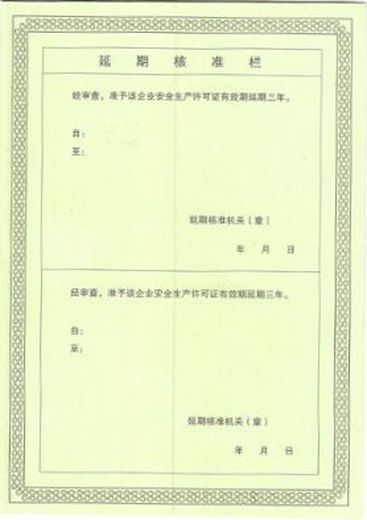 延期核准栏
经审查，准予该企业安全生产许可证有效期延期三年。
自：
至：
延期核准机关（章）
年 月 日
经审查，准予该企业安全生产许可证有效期延期三年。
自：
至：
延期核准机关（章）
年 月 日